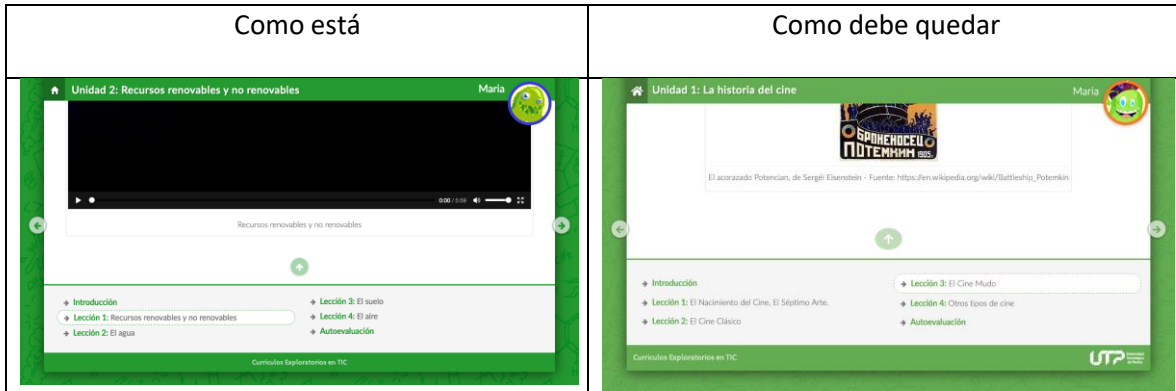 Como está
Como debe quedar
Unidad 2: Recursos renovables y no renovables
Maria
0:00 / 5:59
Recursos renovables y no renovables
Introducción
Lección 1: Recursos renovables y no renovables
Lección 2: El agua
Lección 3: El suelo
Lección 4: El aire
Autoevaluación
Currículos Exploratorios en TIC
Unidad 1: La historia del cine
Maria
БРОНЕНОСЕЦ
ПОТЕМКИН 1905
El acorazado Potencian, de Sergéi Eisenstein - Fuente: https://en.wikipedia.org/wiki/Battleship_Potemkin
Introducción
Lección 1: El Nacimiento del Cine, El Séptimo Arte.
Lección 2: El Cine Clásico
Lección 3: El Cine Mudo
Lección 4: Otros tipos de cine
Autoevaluación
Currículos Exploratorios en TIC
UTP